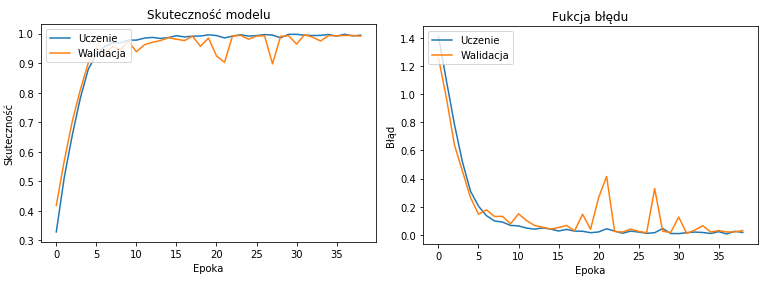 Skuteczność modelu
1.0
0.9
0.8
0.7
0.6
0.5
0.4
0.3
Skuteczność
Uczenie
Walidacja
0 5 10 15 20 25 30 35
Epoka
Fukcja błędu
1.4
1.2
1.0
0.8
0.6
0.4
0.2
0.0
Błąd
Uczenie
Walidacja
0 5 10 15 20 25 30 35
Epoka